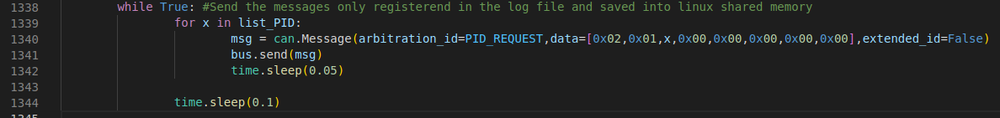 1338 while True: #Send the messages only registerend in the log file and saved into linux shared memory
1339 for x in list_PID:
1340 msg = can.Message(arbitration_id=PID_REQUEST,data=[0x02,0x01,x,0x00,0x00,0x00,0x00,0x00],extended_id=False)
1341 bus.send(msg)
1342 time.sleep(0.05)
1343
1344 time.sleep(0.1)
1345